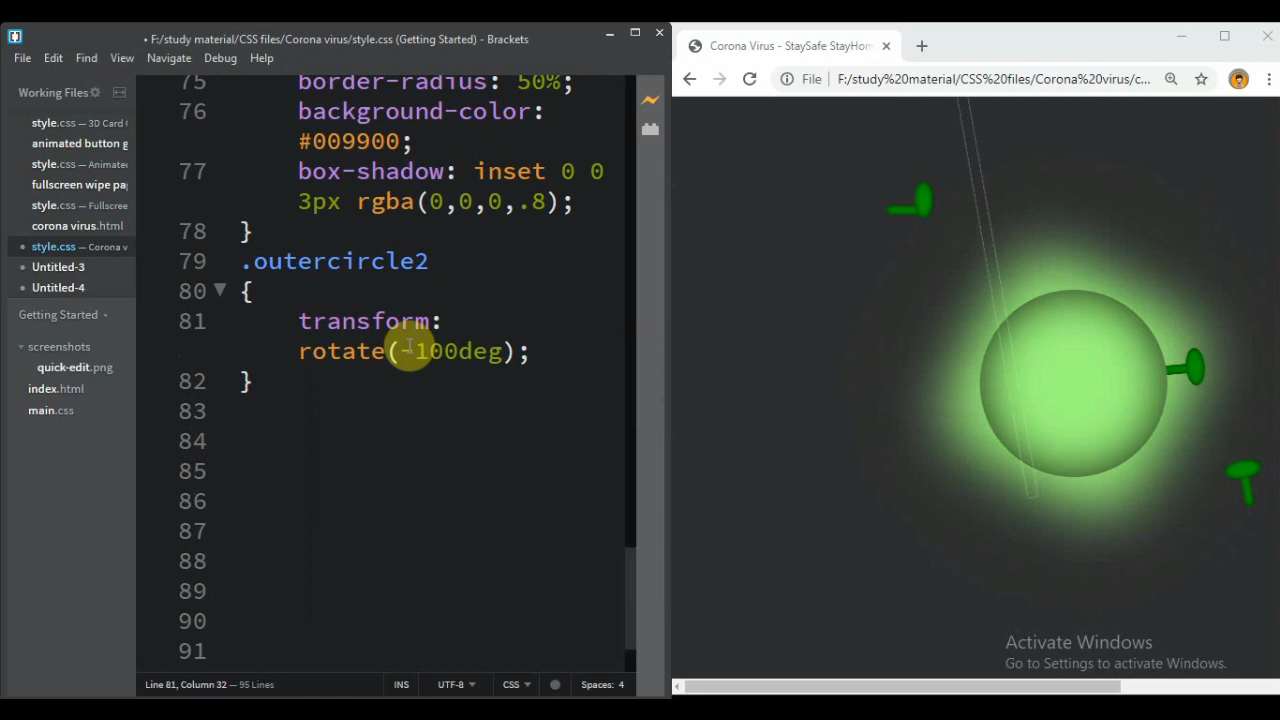 • F:/study material/CSS files/Corona virus/style.css (Getting Started) - Brackets
File Edit Find View Navigate Debug Help
Working Files
style.css — 3D Card
animated button g
style.css — Animate
fullscreen wipe pa
style.css — Fullscree
corona virus.html
style.css — Corona v
Untitled-3
Untitled-4
Getting Started
screenshots
quick-edit.png
index.html
main.css
75 border-radius: 50%;
76 background-color:
#009900;
77 box-shadow: inset 0 0
3px rgba(0,0,0,.8);
78 }
79 .outercircle2
80 {
81 transform:
rotate(-100deg);
82 }
83
84
85
86
87
88
89
90
91
Line 81, Column 32 — 95 Lines
INS UTF-8 CSS Spaces: 4
Corona Virus - StaySafe StayHom
File F:/study%20material/CSS%20files/Corona%20virus/c...
Activate Windows
Go to Settings to activate Windows.